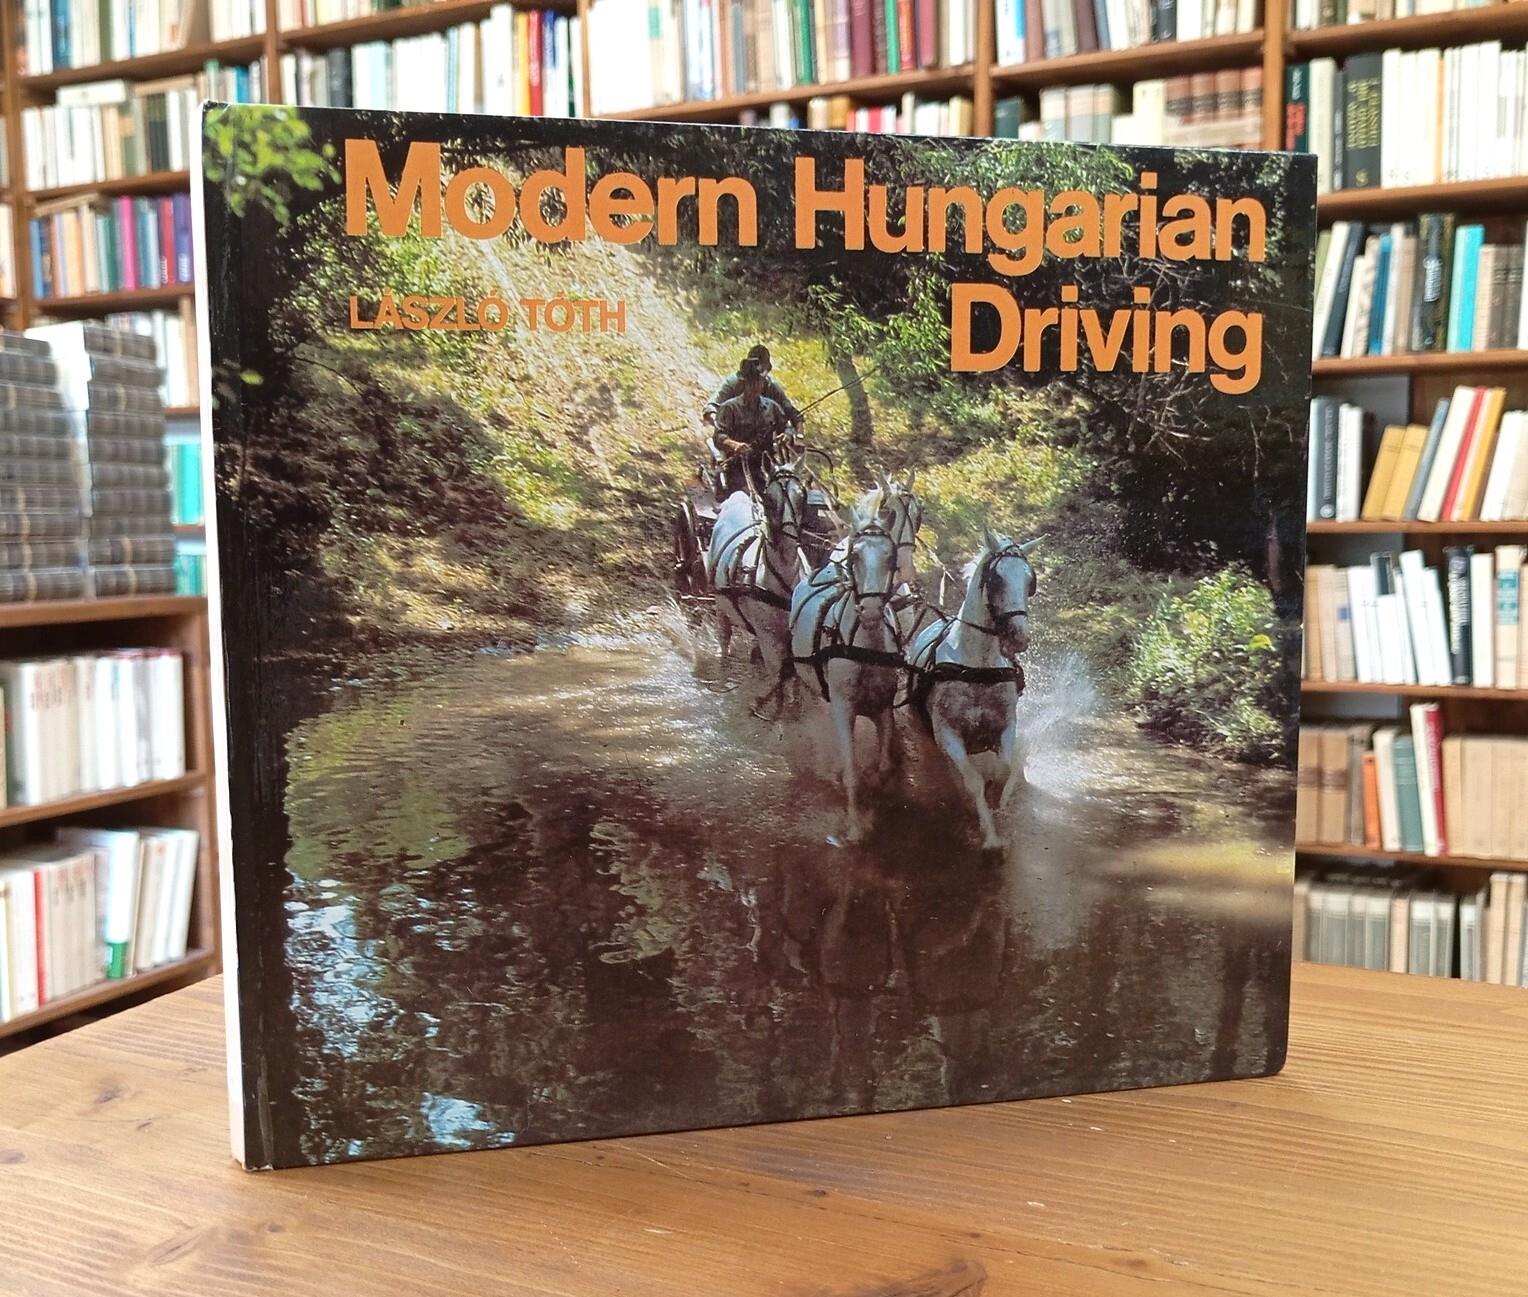 Modern Hungarian
Driving
LÁSZLÓ TÓTH